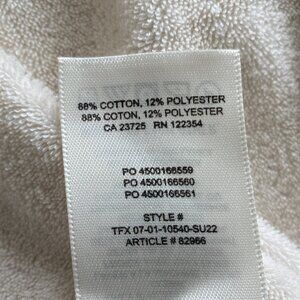 88% COTTON, 12% POLYESTER
88% COTON, 12% POLYESTER
CA 23725 RN 122354
PO 4500166559
PO 4500166560
PO 4500166561
STYLE #
TFX 07-01-10540-SU22
ARTICLE # 82966